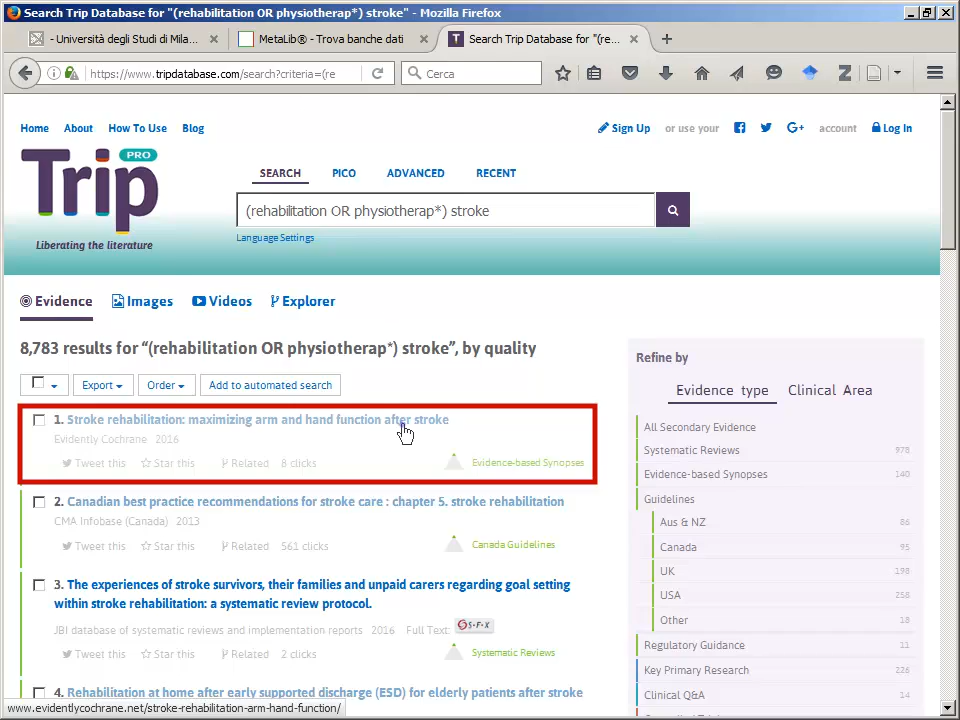 Search Trip Database for "(rehabilitation OR physiotherap*) stroke" - Mozilla Firefox
- Università degli Studi di Mila...
MetaLib® - Trova banche dati
Search Trip Database for "(re...
https://www.tripdatabase.com/search?criteria=(re
Cerca
Home About How To Use Blog
Sign Up or use your account Log In
Trip PRO
Liberating the literature
SEARCH PICO ADVANCED RECENT
(rehabilitation OR physiotherap*) stroke
Language Settings
Evidence Images Videos Explorer
8,783 results for “(rehabilitation OR physiotherap*) stroke”, by quality
Export Order Add to automated search
1. Stroke rehabilitation: maximizing arm and hand function after stroke
Evidently Cochrane 2016
Tweet this Star this Related 8 clicks Evidence-based Synopses
2. Canadian best practice recommendations for stroke care : chapter 5. stroke rehabilitation
CMA Infobase (Canada) 2013
Tweet this Star this Related 561 clicks Canada Guidelines
3. The experiences of stroke survivors, their families and unpaid carers regarding goal setting
within stroke rehabilitation: a systematic review protocol.
JBI database of systematic reviews and implementation reports 2016 Full Text: S·F·X
Tweet this Star this Related 2 clicks Systematic Reviews
4. Rehabilitation at home after early supported discharge (ESD) for elderly patients after stroke
www.evidentlycochrane.net/stroke-rehabilitation-arm-hand-function/
Refine by
Evidence type Clinical Area
All Secondary Evidence
Systematic Reviews 978
Evidence-based Synopses 140
Guidelines
Aus & NZ 86
Canada 95
UK 198
USA 258
Other 18
Regulatory Guidance 11
Key Primary Research 226
Clinical Q&A 14